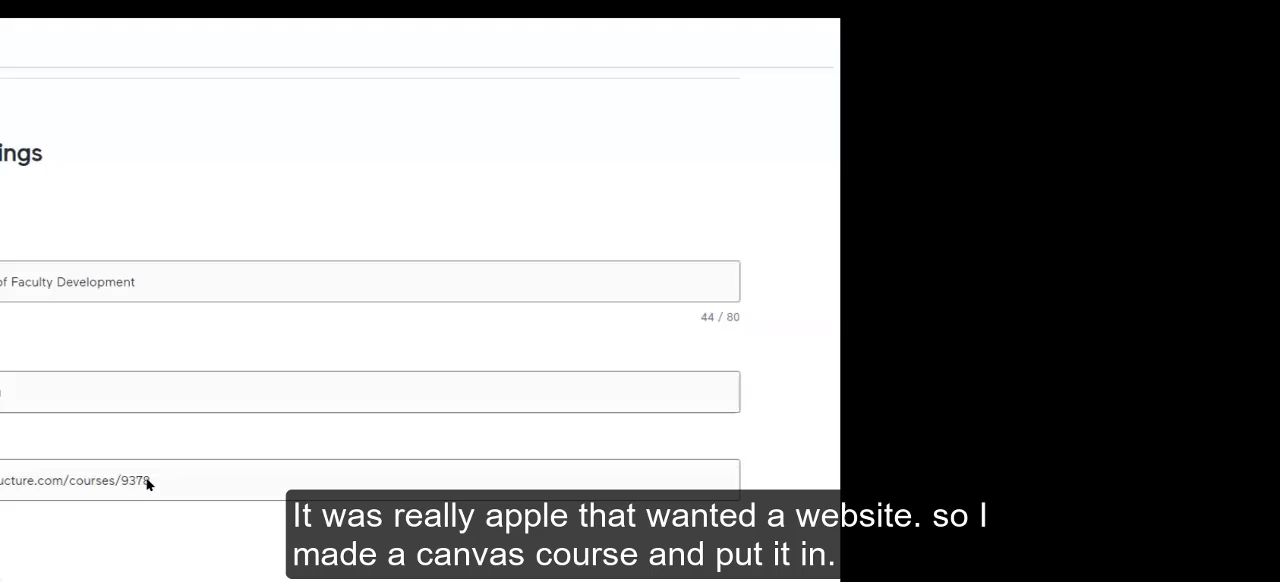 ings
of Faculty Development
44 / 80
ucture.com/courses/9378
It was really apple that wanted a website. so I
made a canvas course and put it in.